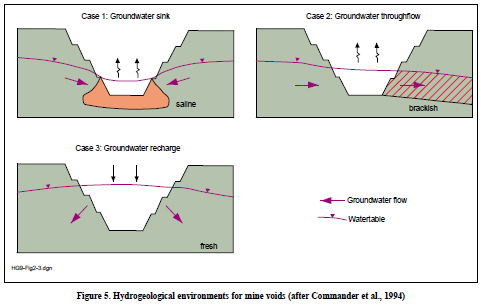 Case 1: Groundwater sink
Case 2: Groundwater throughflow
saline
brackish
Case 3: Groundwater recharge
Groundwater flow
Watertable
fresh
HG9-Fig2-3.dgn
Figure 5. Hydrogeological environments for mine voids (after Commander et al., 1994)